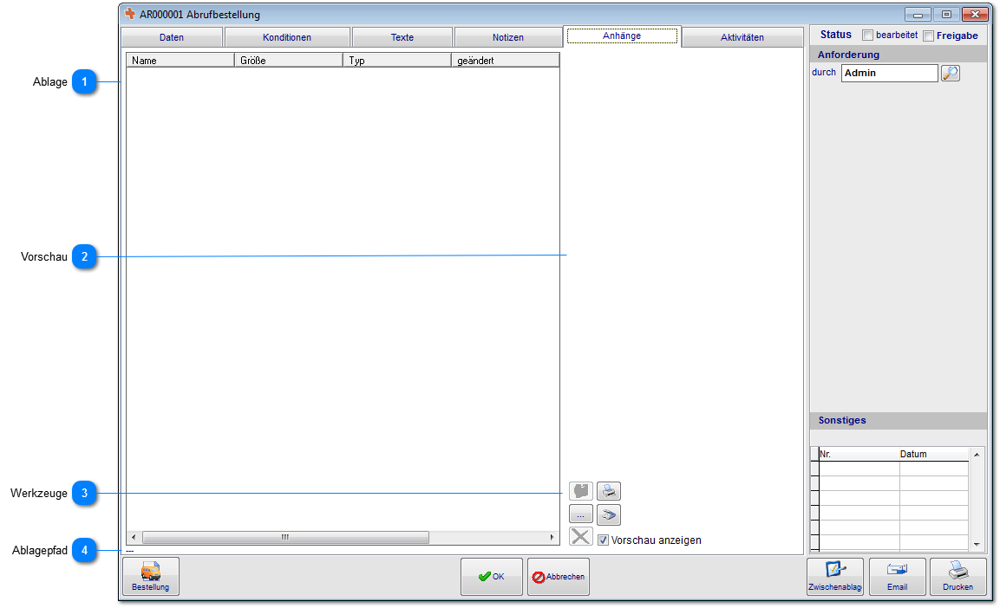 AR000001 Abrufbestellung
Daten Konditionen Texte Notizen Anhänge Aktivitäten
Status bearbeitet Freigabe
Anforderung
durch Admin
Name Größe Typ geändert
Ablage 1
Vorschau 2
Sonstiges
Nr. Datum
Werkzeuge 3
...
Vorschau anzeigen
Ablagepfad 4
---
Bestellung OK Abbrechen Zwischenablag Email Drucken